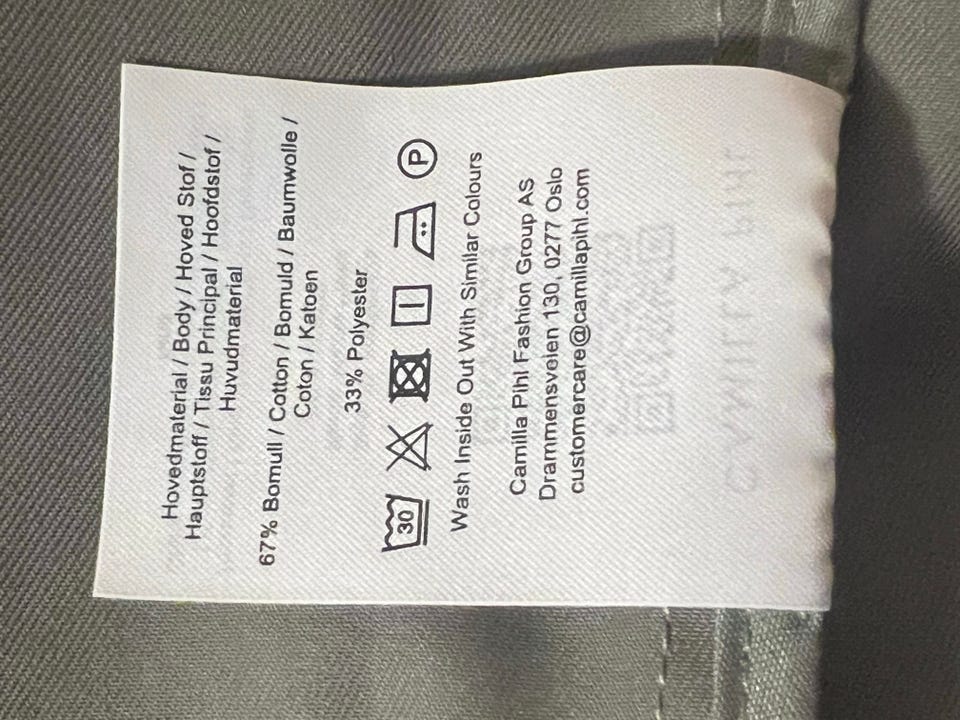 Hovedmaterial / Body / Hoved Stof /
Hauptstoff / Tissu Principal / Hoofdstof /
Huvudmaterial
67% Bomull / Cotton / Bomuld / Baumwolle /
Coton / Katoen
33% Polyester
30
P
Wash Inside Out With Similar Colours
Camilla Pihl Fashion Group AS
Drammensveien 130, 0277 Oslo
customercare@camillapihl.com